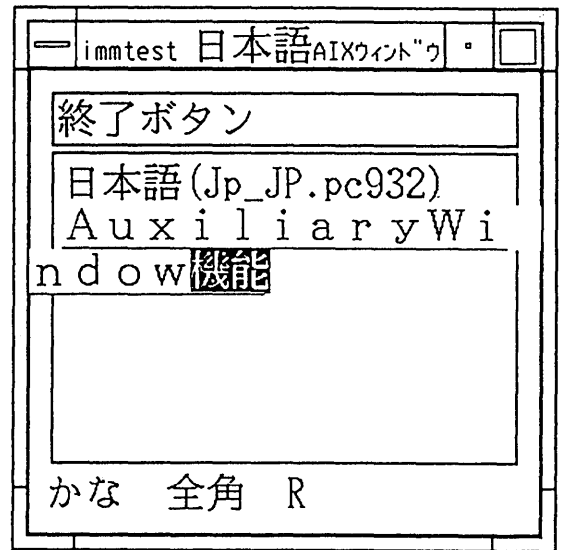 immtest 日本語AIXウィンドウ
終了ボタン
日本語(Jp_JP.pc932)
ＡｕｘｉｌｉａｒｙＷｉ
ｎｄｏｗ機能
かな 全角 R